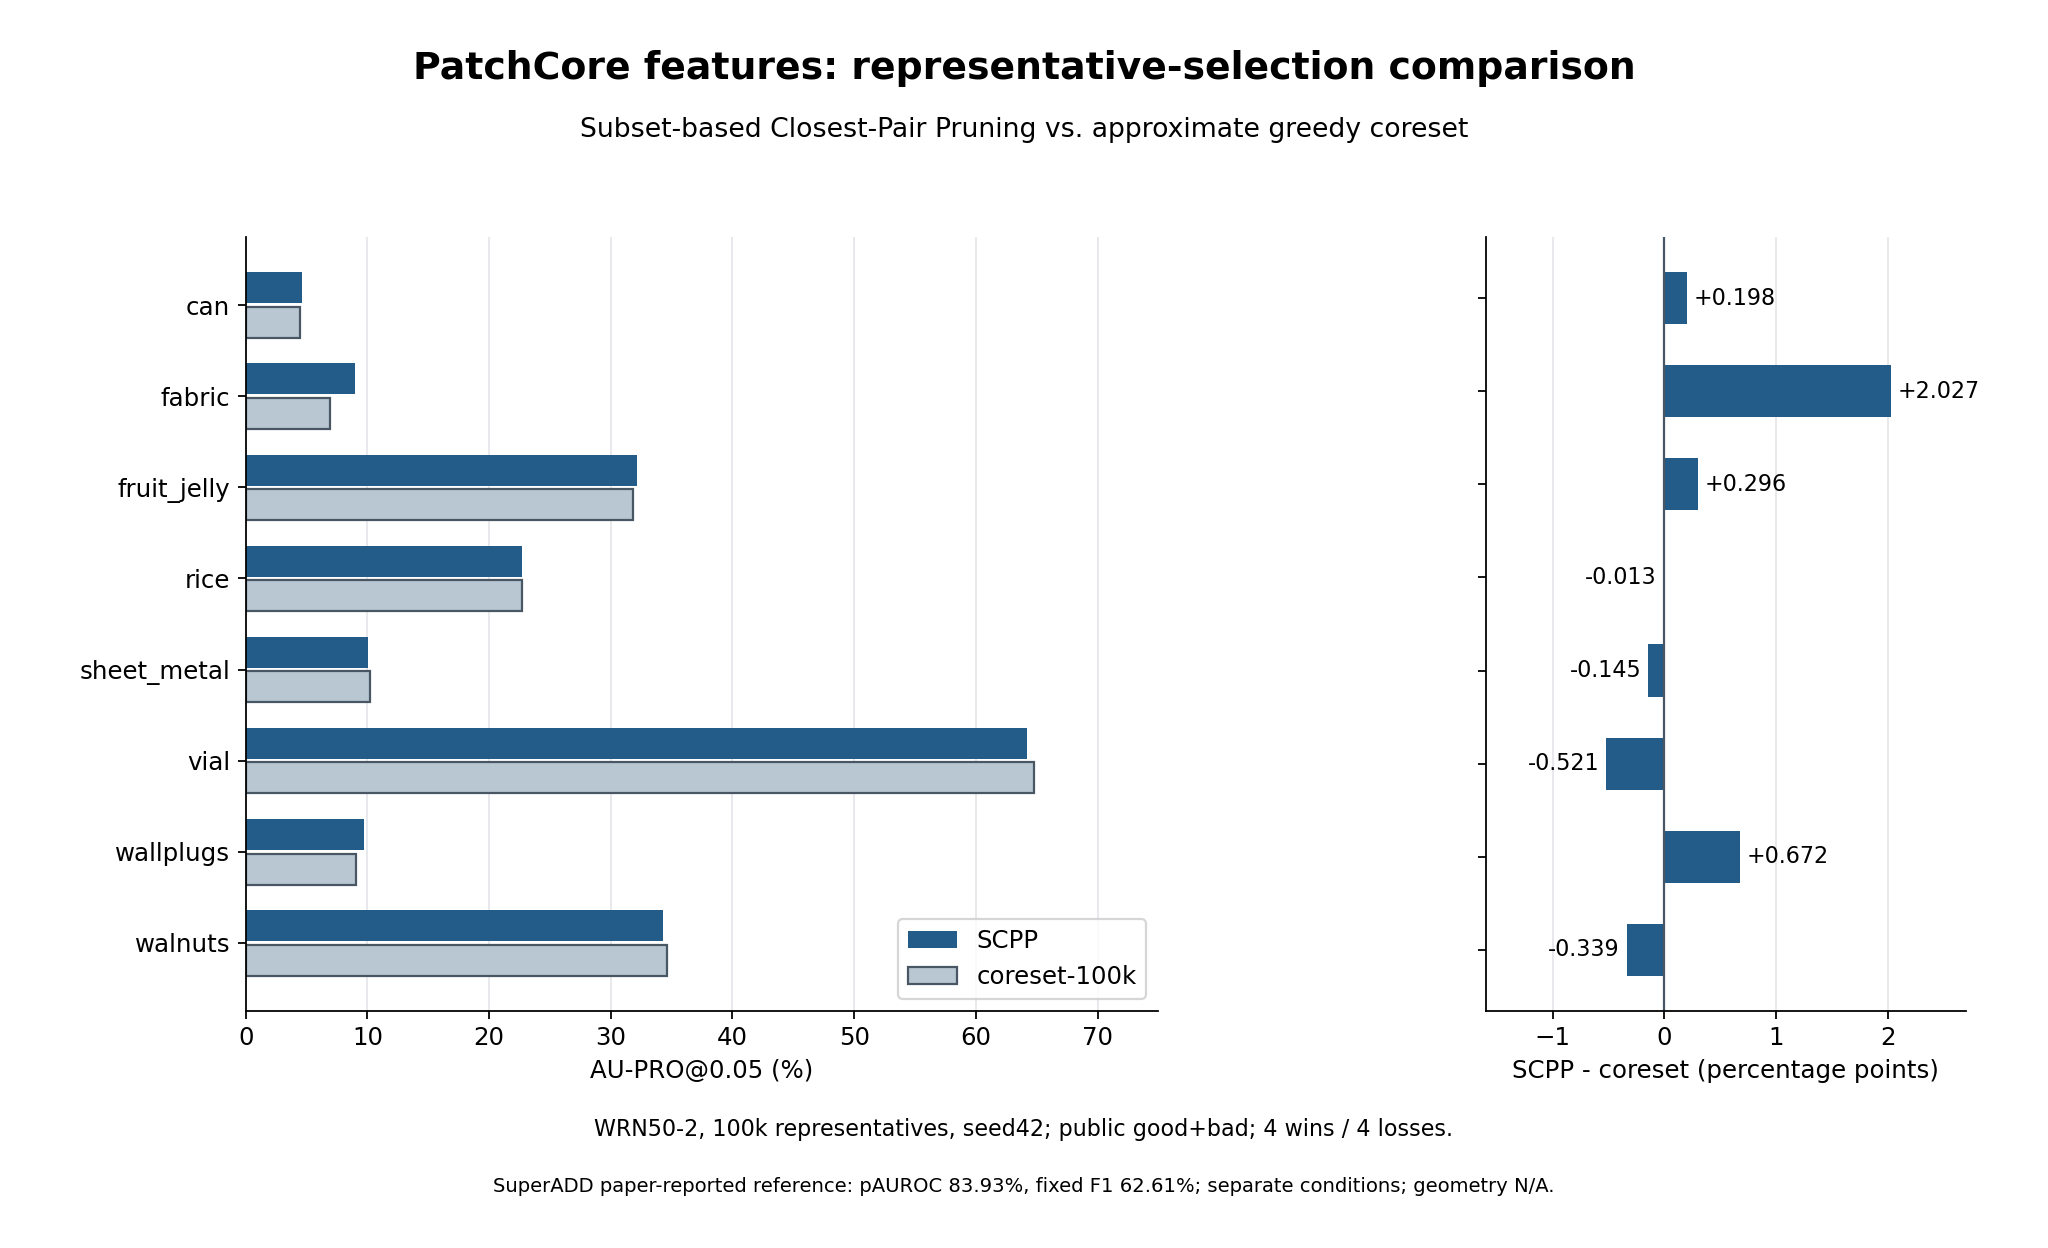 PatchCore features: representative-selection comparison
Subset-based Closest-Pair Pruning vs. approximate greedy coreset
can
fabric
fruit_jelly
rice
sheet_metal
vial
wallplugs
walnuts
SCPP
coreset-100k
0 10 20 30 40 50 60 70
AU-PRO@0.05 (%)
+0.198
+2.027
+0.296
-0.013
-0.145
-0.521
+0.672
-0.339
−1 0 1 2
SCPP - coreset (percentage points)
WRN50-2, 100k representatives, seed42; public good+bad; 4 wins / 4 losses.
SuperADD paper-reported reference: pAUROC 83.93%, fixed F1 62.61%; separate conditions; geometry N/A.